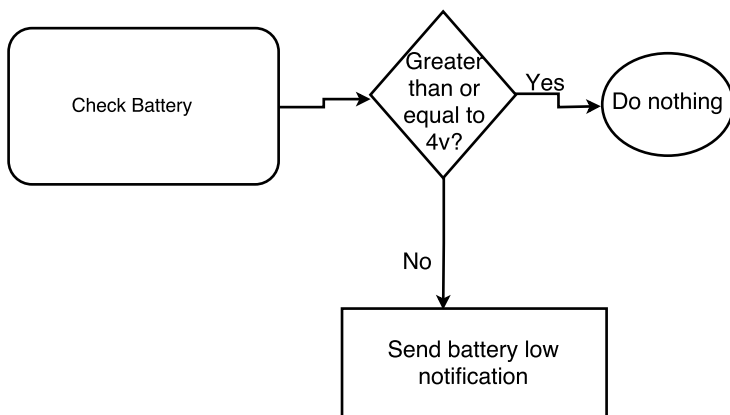 Check Battery
Greater
than or
equal to
4v?
Yes
Do nothing
No
Send battery low
notification